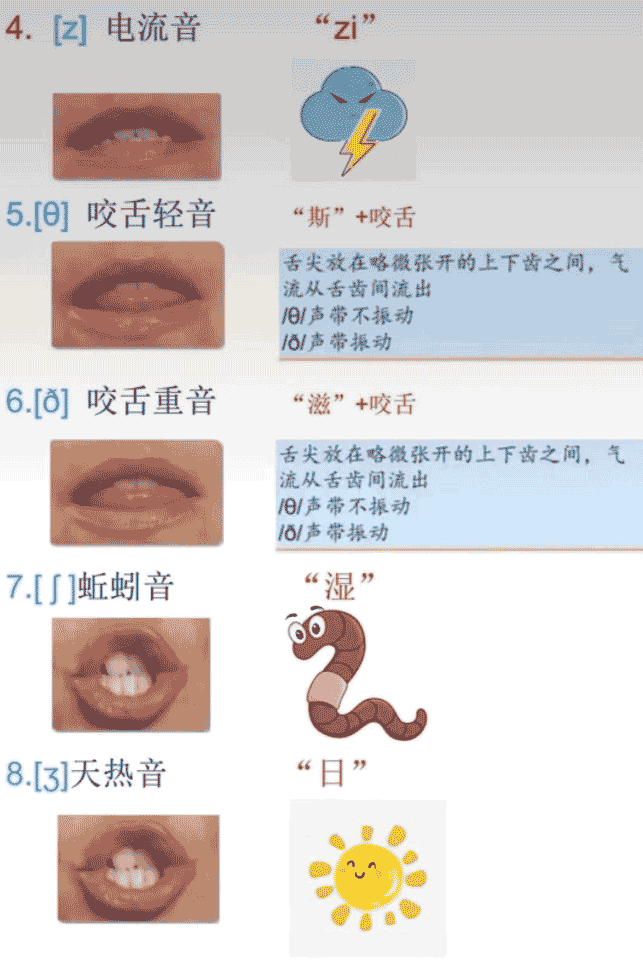 4. [z] 电流音 “zi”
5.[θ] 咬舌轻音 “斯”+咬舌
舌尖放在略微张开的上下齿之间，气
流从舌齿间流出
/θ/声带不振动
/ð/声带振动
6.[ð] 咬舌重音 “滋”+咬舌
舌尖放在略微张开的上下齿之间，气
流从舌齿间流出
/θ/声带不振动
/ð/声带振动
7.[ ʃ ]蚯蚓音 “湿”
8.[ʒ]天热音 “日”